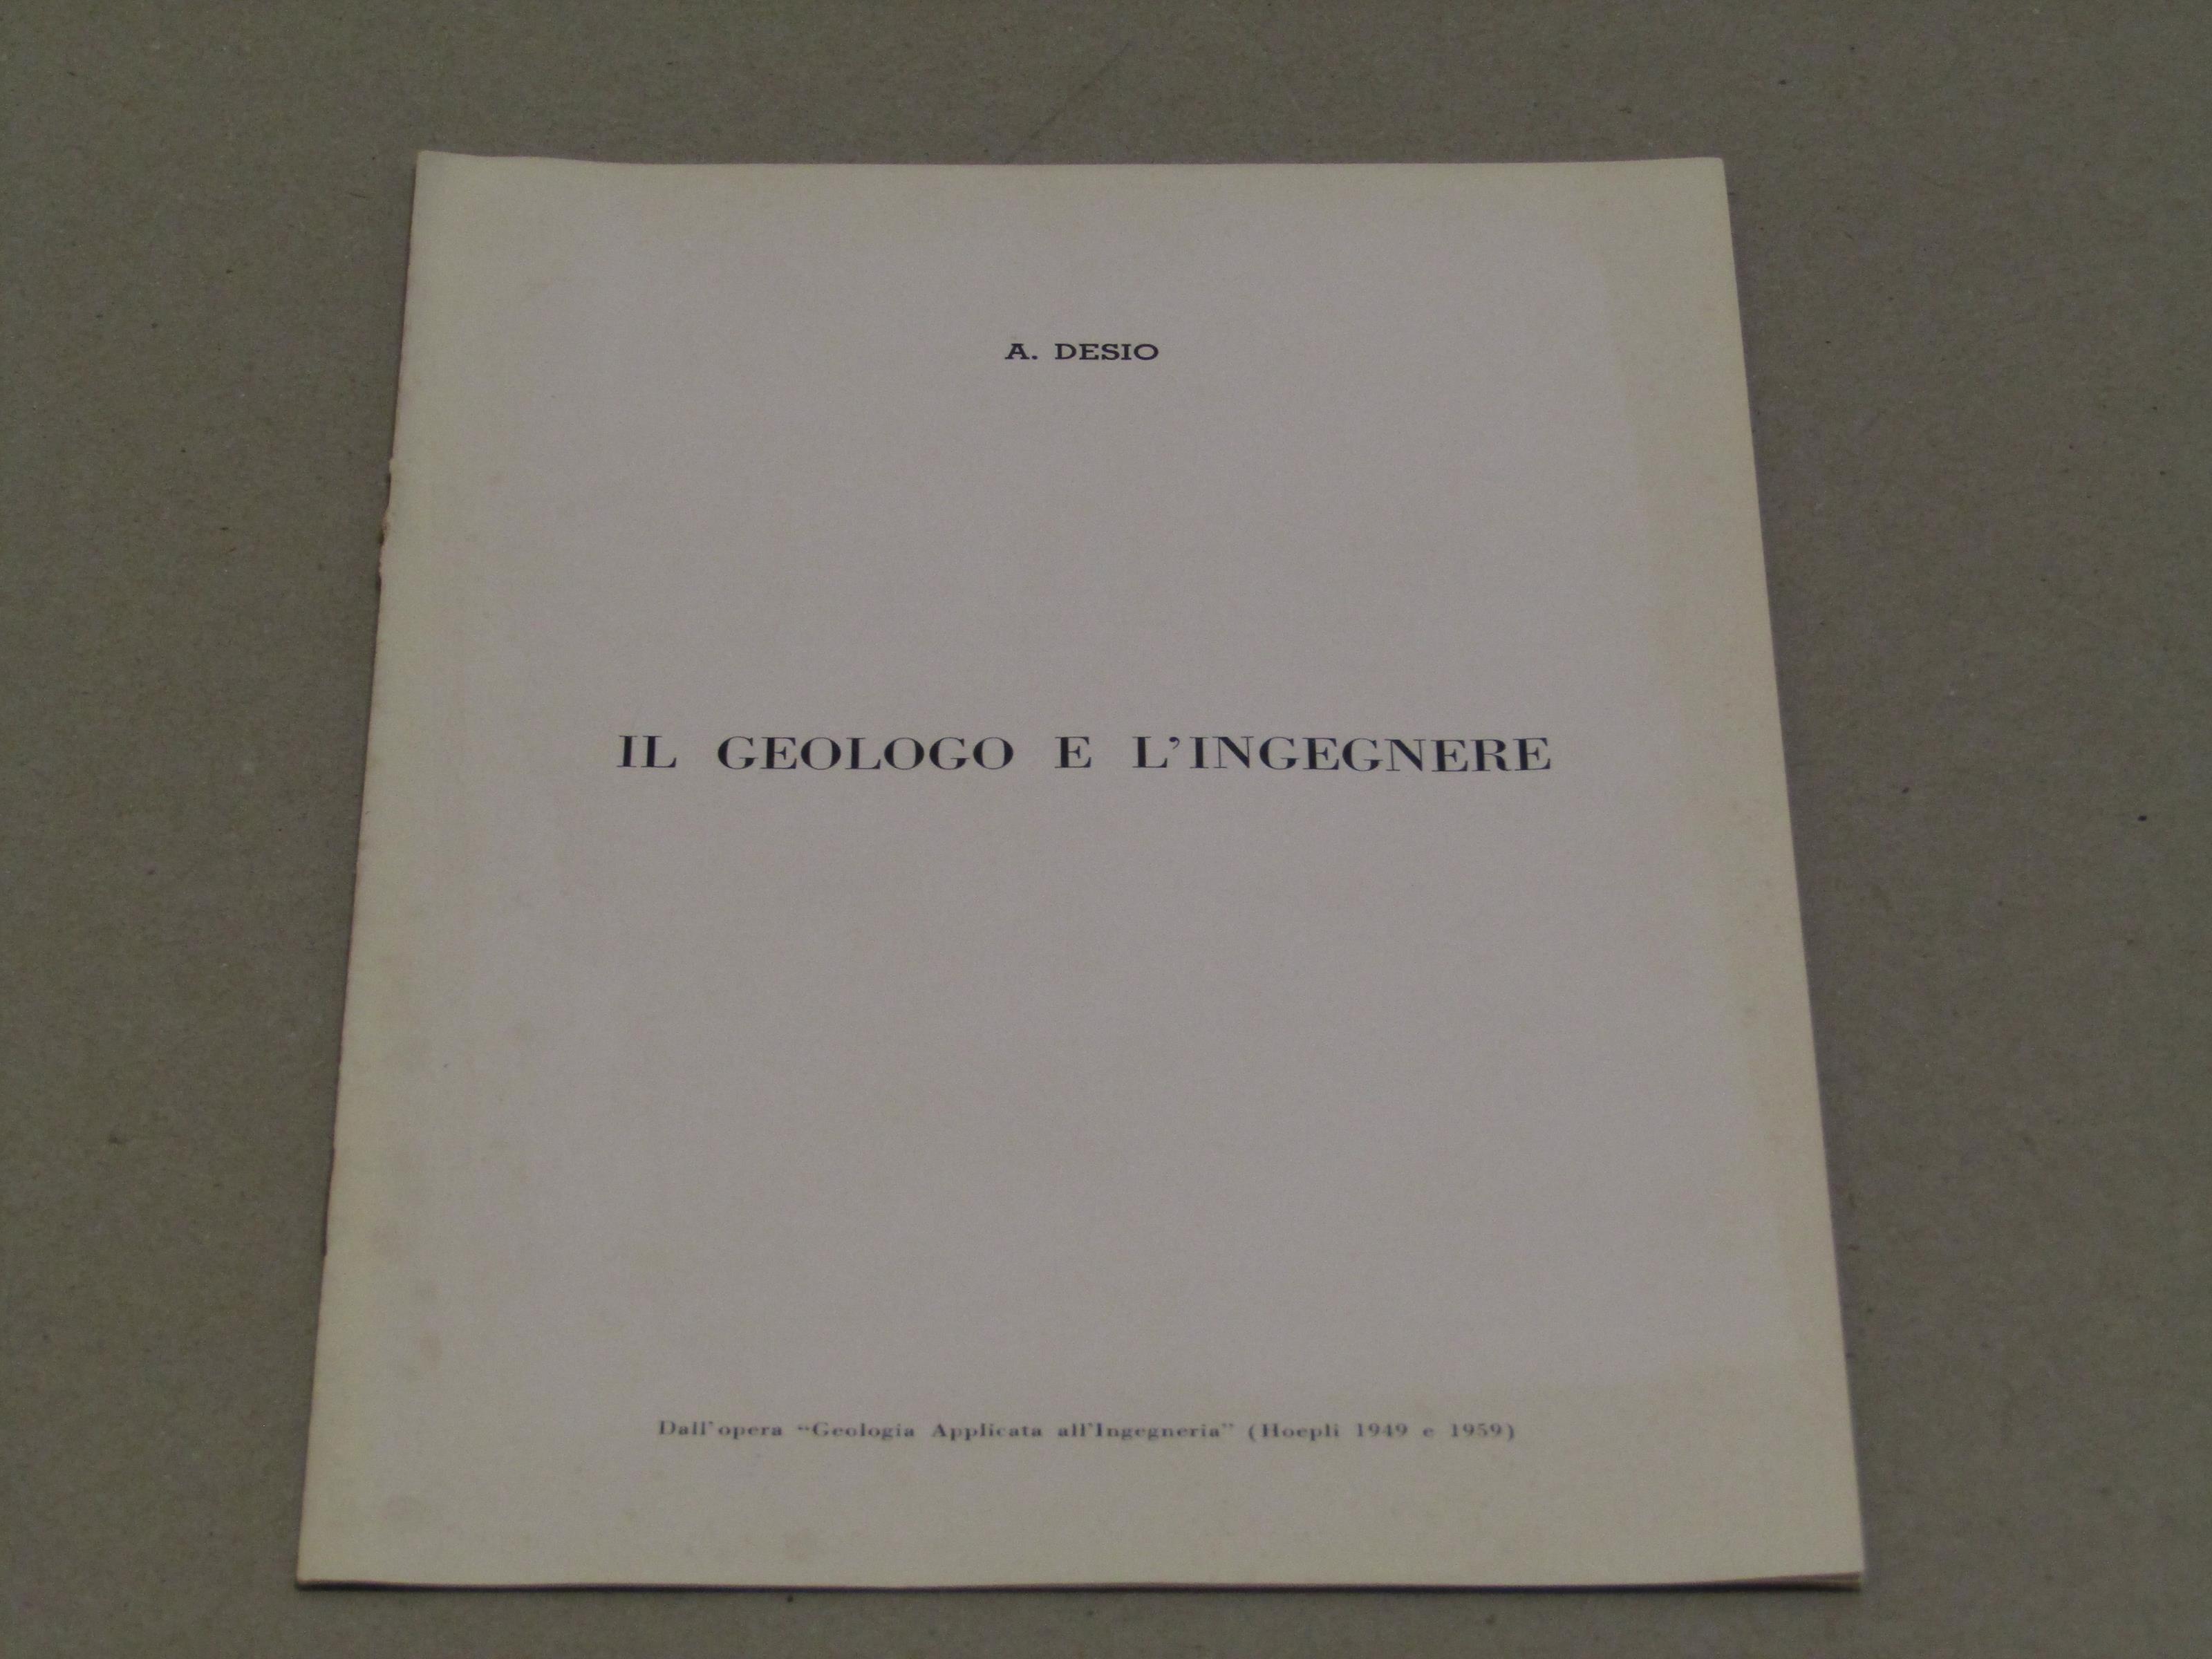 A. DESIO
IL GEOLOGO E L'INGEGNERE
Dall'opera "Geologia Applicata all'Ingegneria" (Hoepli 1949 e 1959)